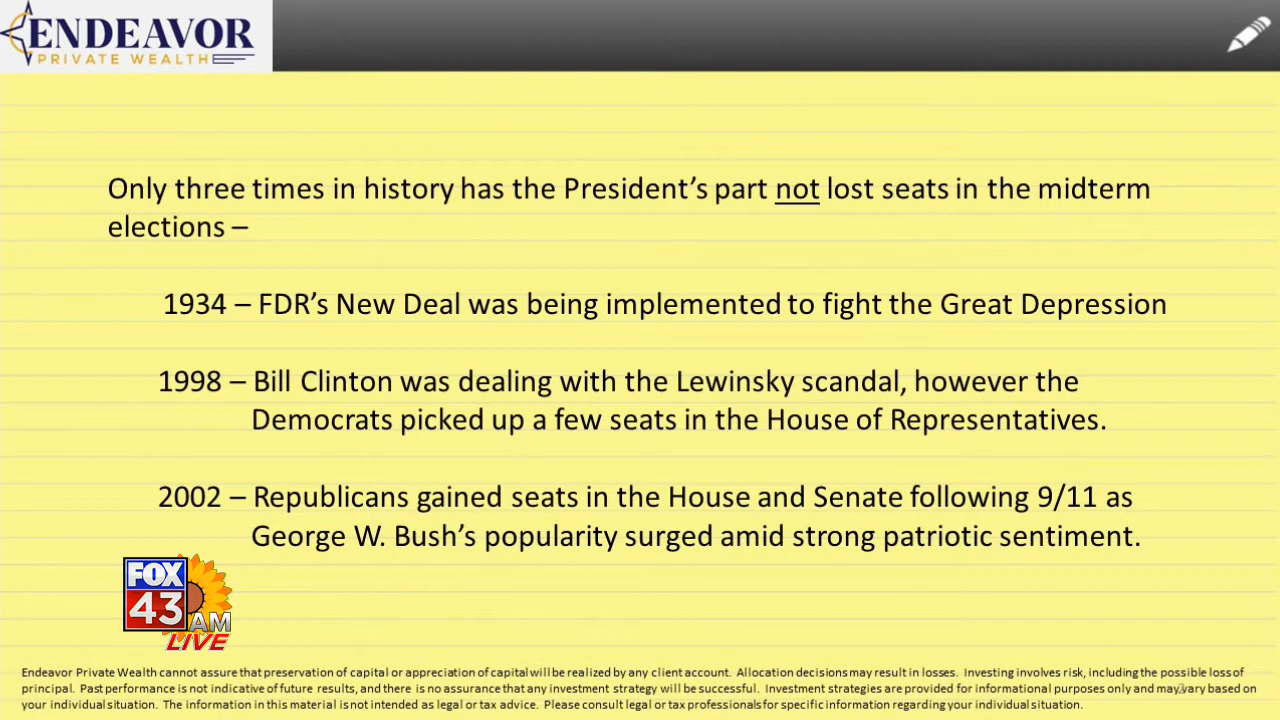 ENDEAVOR
PRIVATE WEALTH
Only three times in history has the President's part not lost seats in the midterm
elections –
1934 – FDR's New Deal was being implemented to fight the Great Depression
1998 – Bill Clinton was dealing with the Lewinsky scandal, however the
Democrats picked up a few seats in the House of Representatives.
2002 – Republicans gained seats in the House and Senate following 9/11 as
George W. Bush's popularity surged amid strong patriotic sentiment.
FOX
43
AM
LIVE
Endeavor Private Wealth cannot assure that preservation of capital or appreciation of capital will be realized by any client account. Allocation decisions may result in losses. Investing involves risk, including the possible loss of
principal. Past performance is not indicative of future results, and there is no assurance that any investment strategy will be successful. Investment strategies are provided for informational purposes only and may vary based on
your individual situation. The information in this material is not intended as legal or tax advice. Please consult legal or tax professionals for specific information regarding your individual situation.